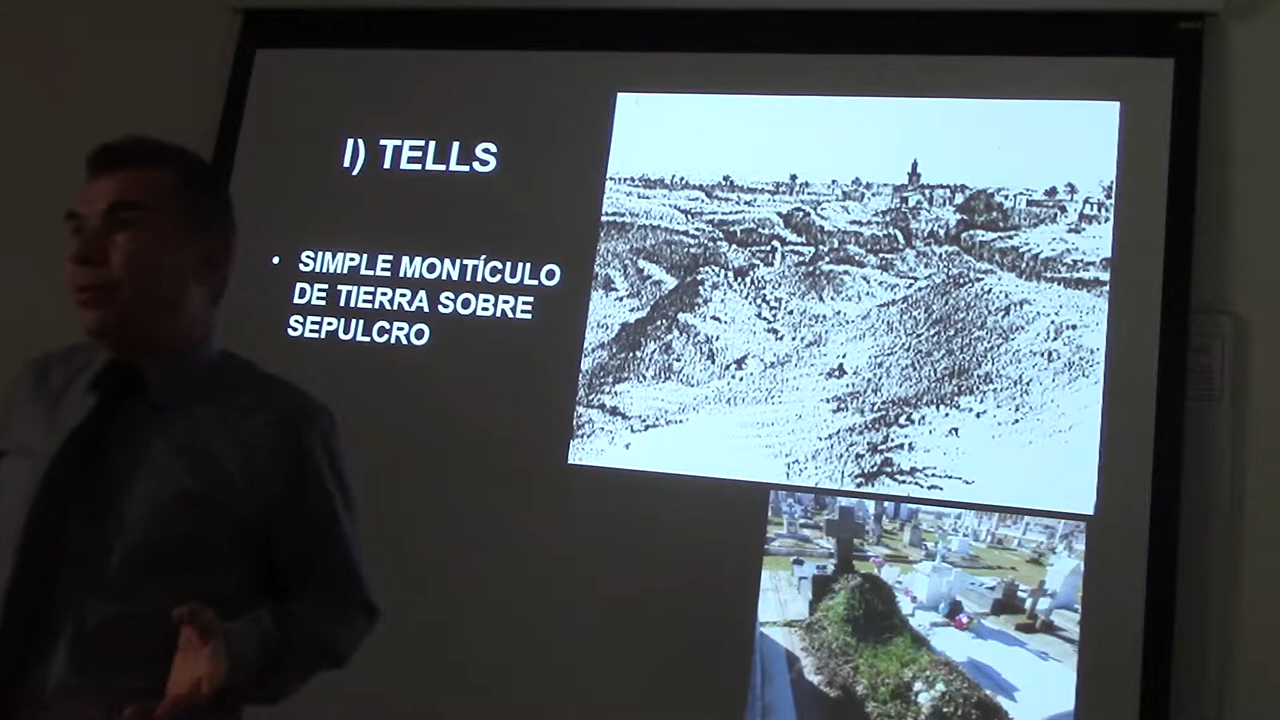 I) TELLS
• SIMPLE MONTÍCULO
DE TIERRA SOBRE
SEPULCRO